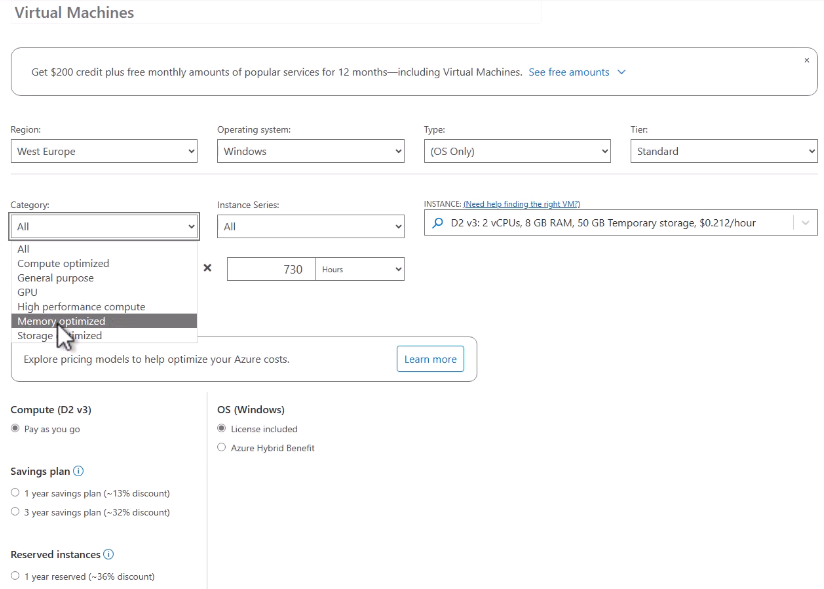 Virtual Machines
Get $200 credit plus free monthly amounts of popular services for 12 months—including Virtual Machines. See free amounts
×
Region:
Operating system:
Type:
Tier:
West Europe
Windows
(OS Only)
Standard
Category:
Instance Series:
INSTANCE: (Need help finding the right VM?)
All
All
D2 v3: 2 vCPUs, 8 GB RAM, 50 GB Temporary storage, $0.212/hour
All
Compute optimized
General purpose
GPU
High performance compute
Memory optimized
Storage optimized
×
730
Hours
Explore pricing models to help optimize your Azure costs.
Learn more
Compute (D2 v3)
Pay as you go
Savings plan
1 year savings plan (~13% discount)
3 year savings plan (~32% discount)
Reserved instances
1 year reserved (~36% discount)
OS (Windows)
License included
Azure Hybrid Benefit